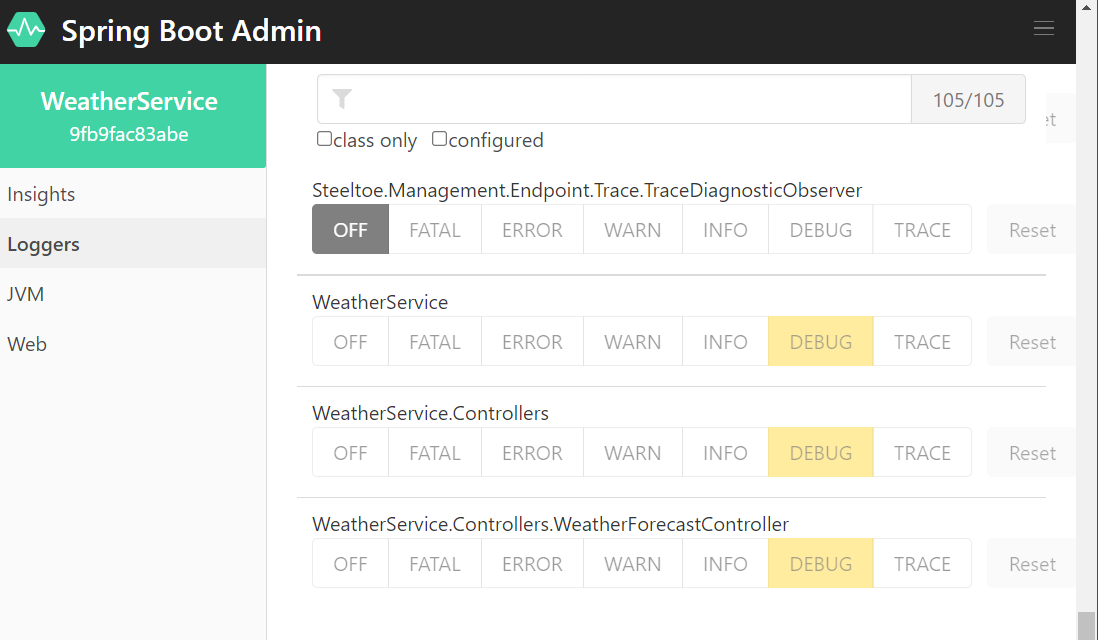 Spring Boot Admin
WeatherService
9fb9fac83abe
Insights
Loggers
JVM
Web
105/105
class only configured
Steeltoe.Management.Endpoint.Trace.TraceDiagnosticObserver
OFF FATAL ERROR WARN INFO DEBUG TRACE Reset
WeatherService
OFF FATAL ERROR WARN INFO DEBUG TRACE Reset
WeatherService.Controllers
OFF FATAL ERROR WARN INFO DEBUG TRACE Reset
WeatherService.Controllers.WeatherForecastController
OFF FATAL ERROR WARN INFO DEBUG TRACE Reset